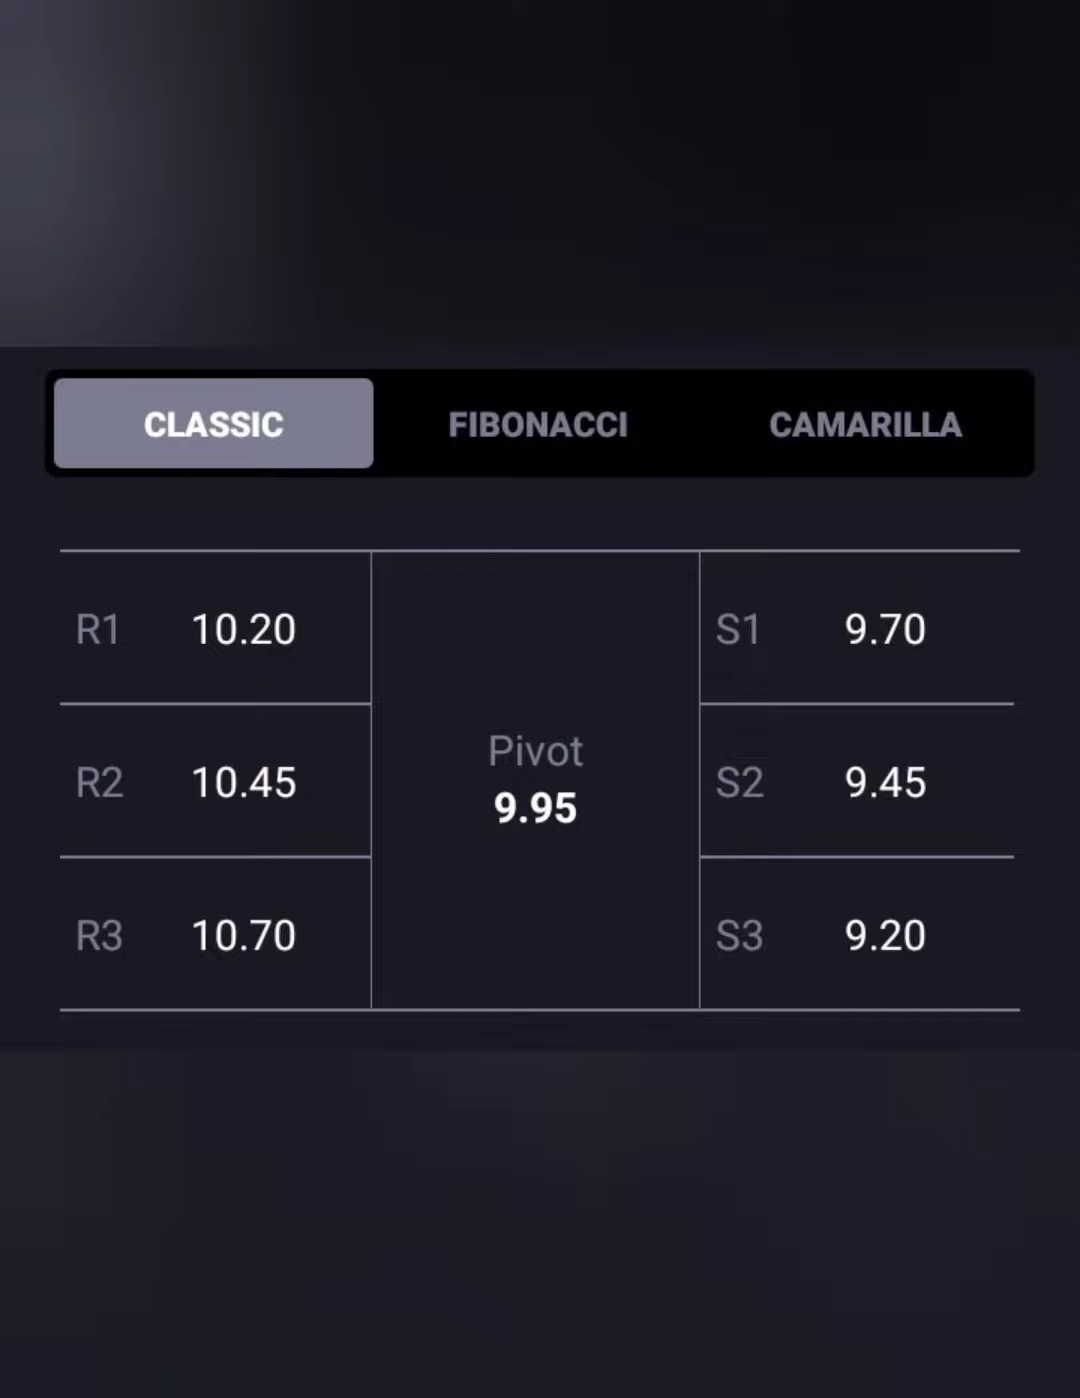 CLASSIC FIBONACCI CAMARILLA
R1 10.20
R2 10.45
R3 10.70
Pivot
9.95
S1 9.70
S2 9.45
S3 9.20